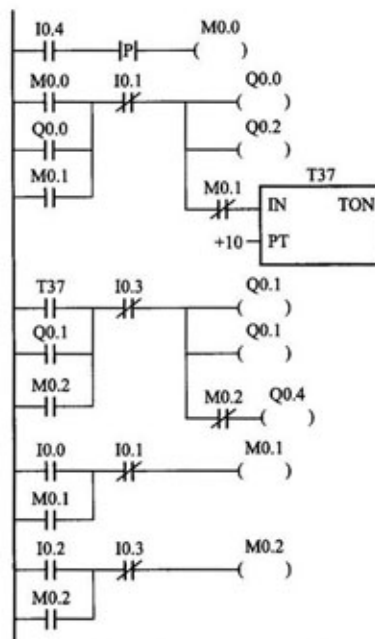 I0.4 P M0.0
M0.0 I0.1 Q0.0
Q0.0 Q0.2
M0.1 M0.1 T37
IN TON
+10 PT
T37 I0.3 Q0.1
Q0.1 Q0.1
M0.2 M0.2 Q0.4
I0.0 I0.1 M0.1
M0.1
I0.2 I0.3 M0.2
M0.2